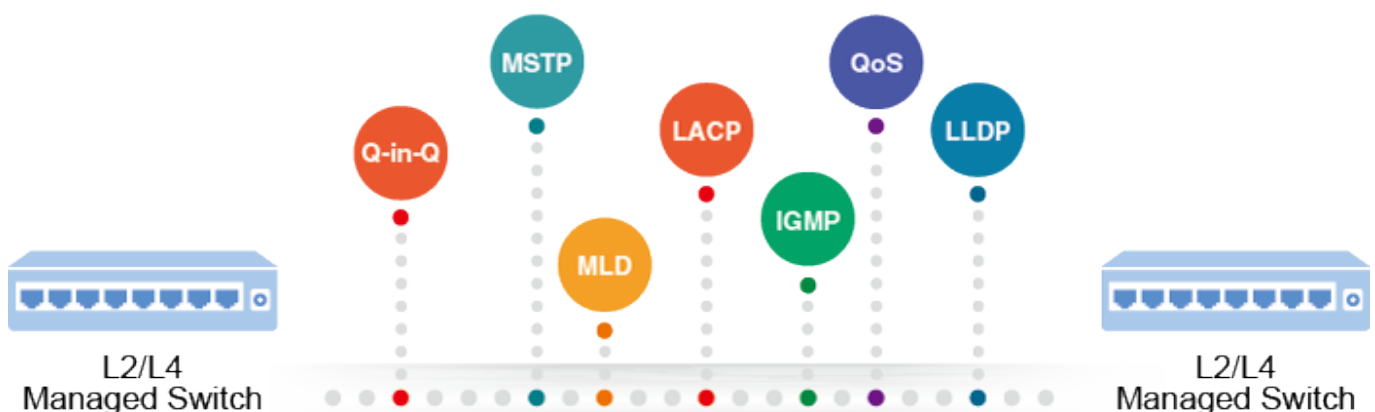 MSTP
QoS
LACP
LLDP
Q-in-Q
IGMP
MLD
L2/L4
Managed Switch
L2/L4
Managed Switch